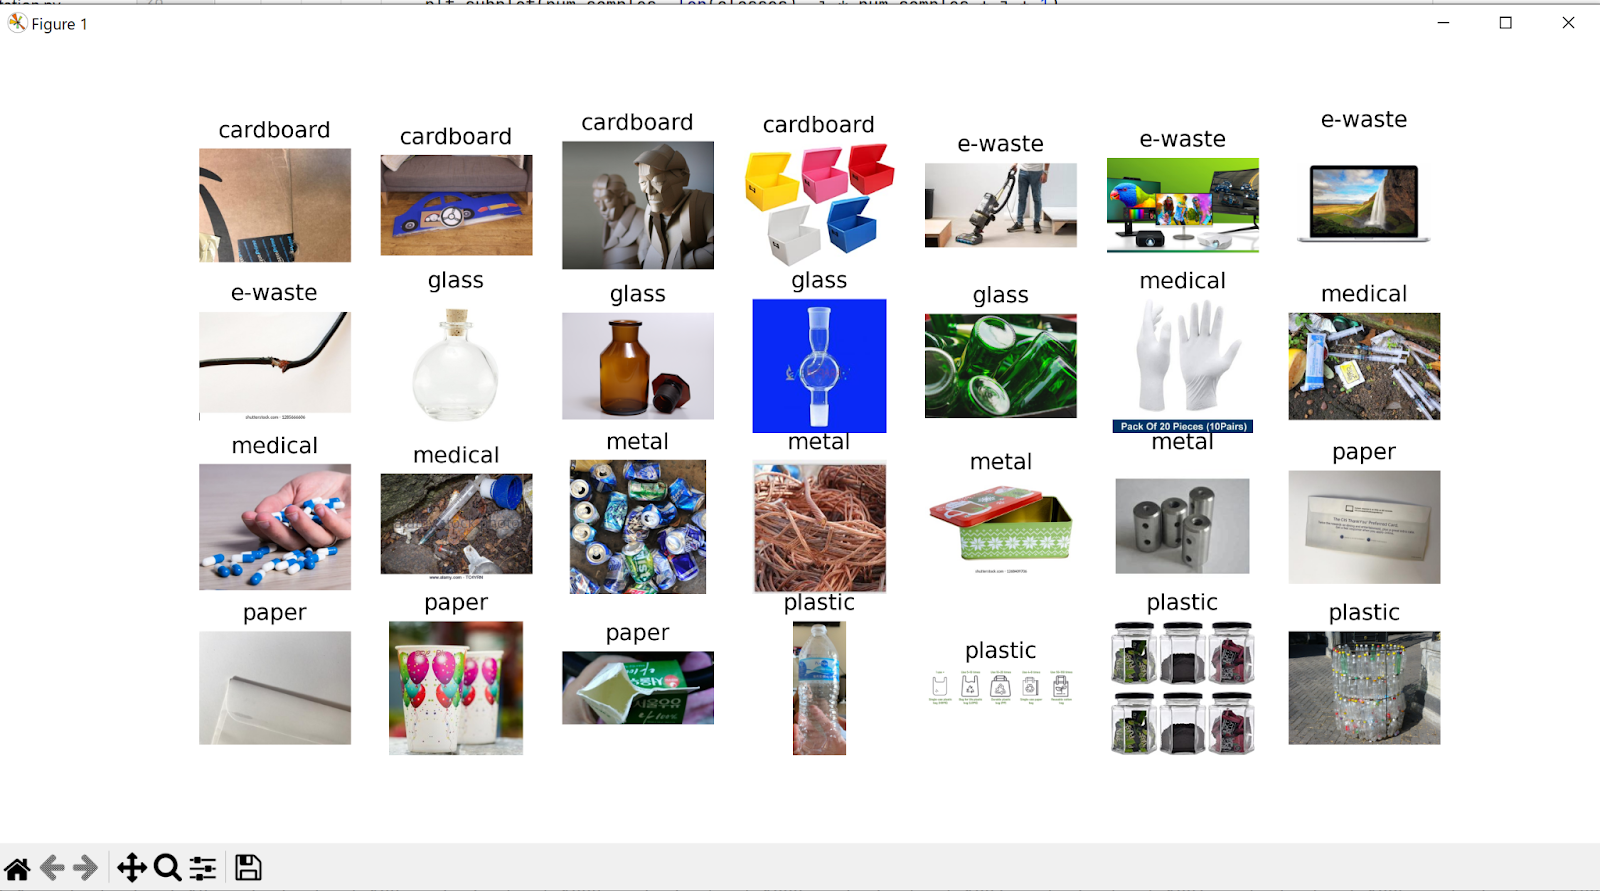 Figure 1
cardboard
cardboard
cardboard
cardboard
e-waste
e-waste
e-waste
e-waste
glass
glass
glass
glass
medical
medical
Pack Of 20 Pieces (10Pairs)
medical
medical
metal
metal
metal
metal
paper
paper
paper
paper
plastic
plastic
plastic
plastic